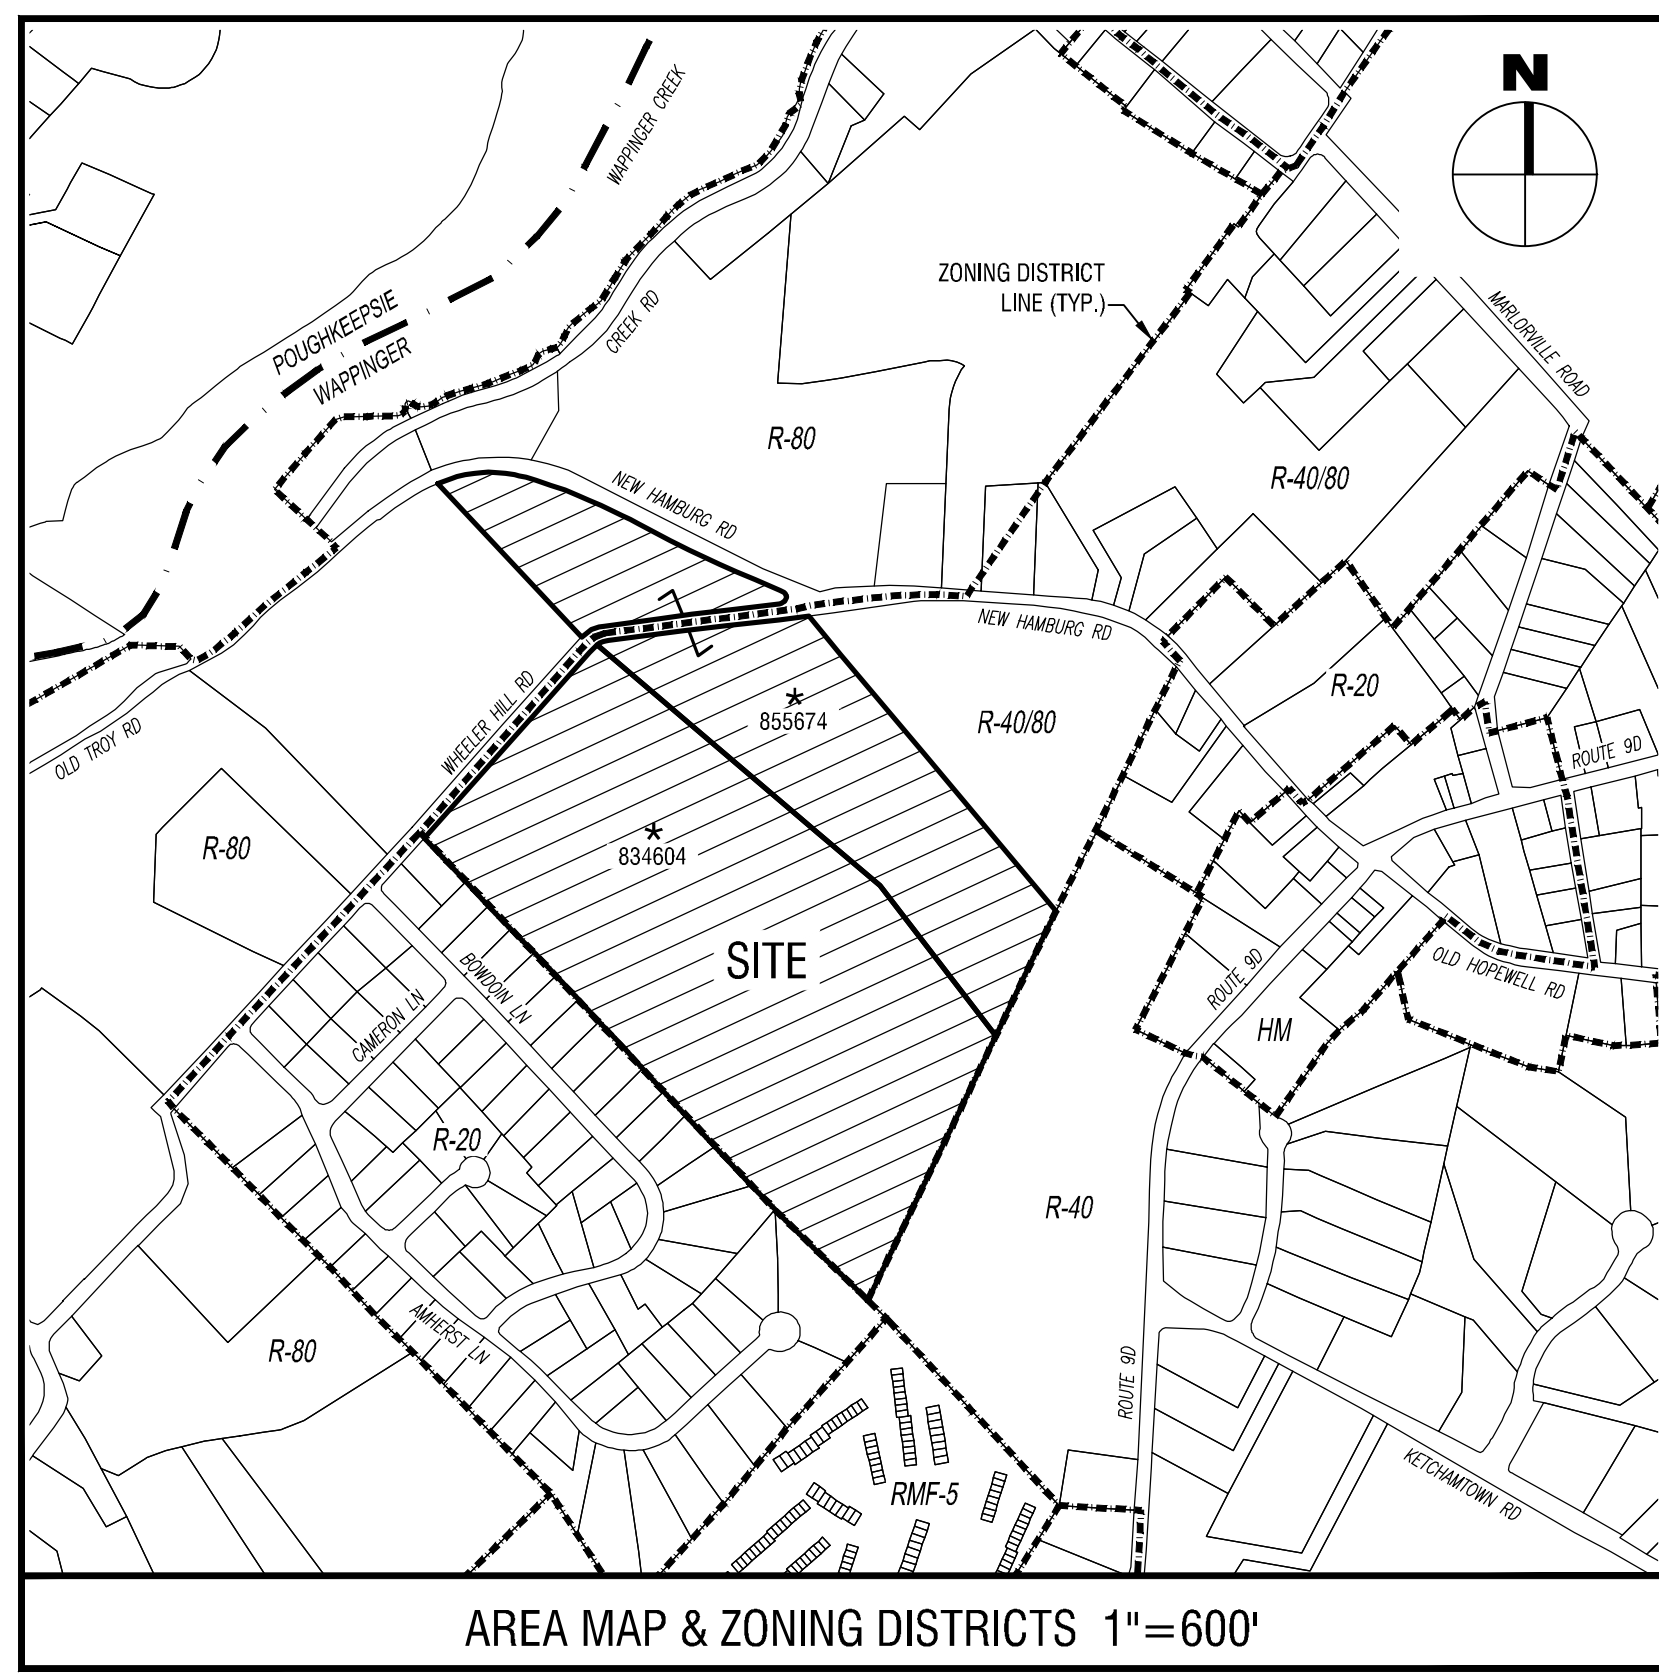 N
WAPPINGER CREEK
ZONING DISTRICT
LINE (TYP.)
POUGHKEEPSIE
WAPPINGER
CREEK RD
MARLORVILLE ROAD
R-80
R-40/80
NEW HAMBURG RD
NEW HAMBURG RD
R-20
WHEELER HILL RD
*
855674
R-40/80
OLD TROY RD
ROUTE 9D
*
834604
R-80
SITE
BOWDOIN LN
CAMERON LN
ROUTE 9D
OLD HOPEWELL RD
HM
R-20
R-40
AMHERST LN
R-80
ROUTE 9D
RMF-5
KETCHAMTOWN RD
AREA MAP & ZONING DISTRICTS 1"=600'